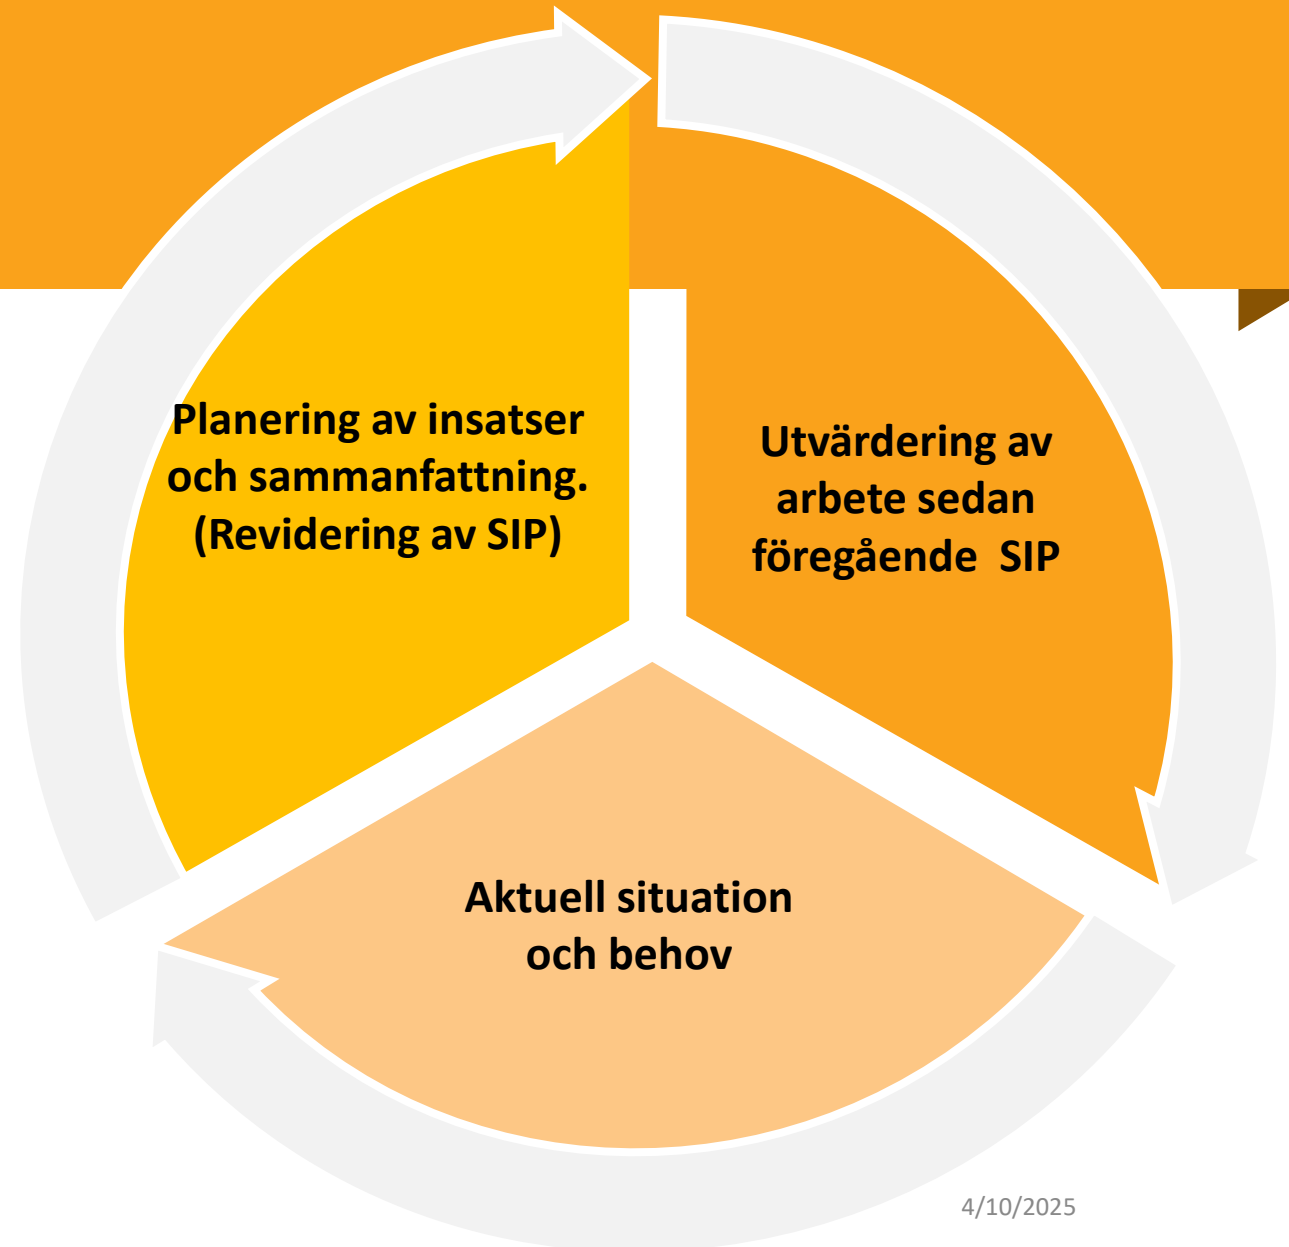 Planering av insatser
och sammanfattning.
(Revidering av SIP)
Utvärdering av
arbete sedan
föregående  SIP
Aktuell situation
och behov
4/10/2025